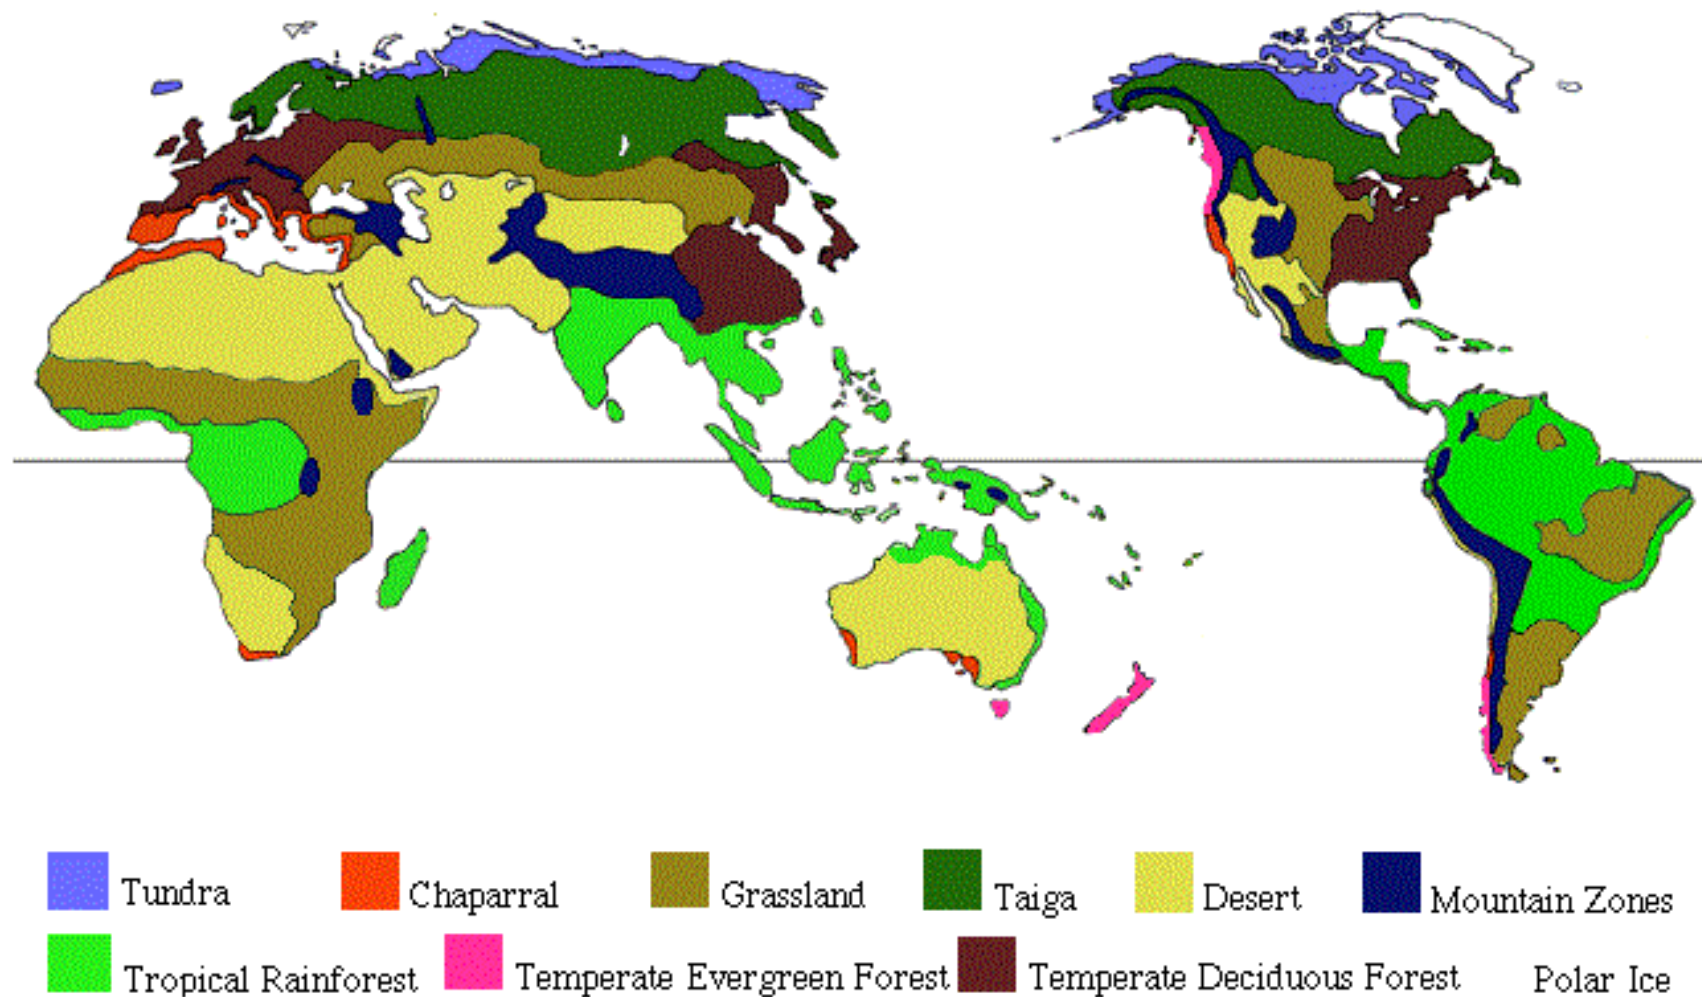 Tundra Chaparral Grassland Taiga Desert Mountain Zones
Tropical Rainforest Temperate Evergreen Forest Temperate Deciduous Forest Polar Ice